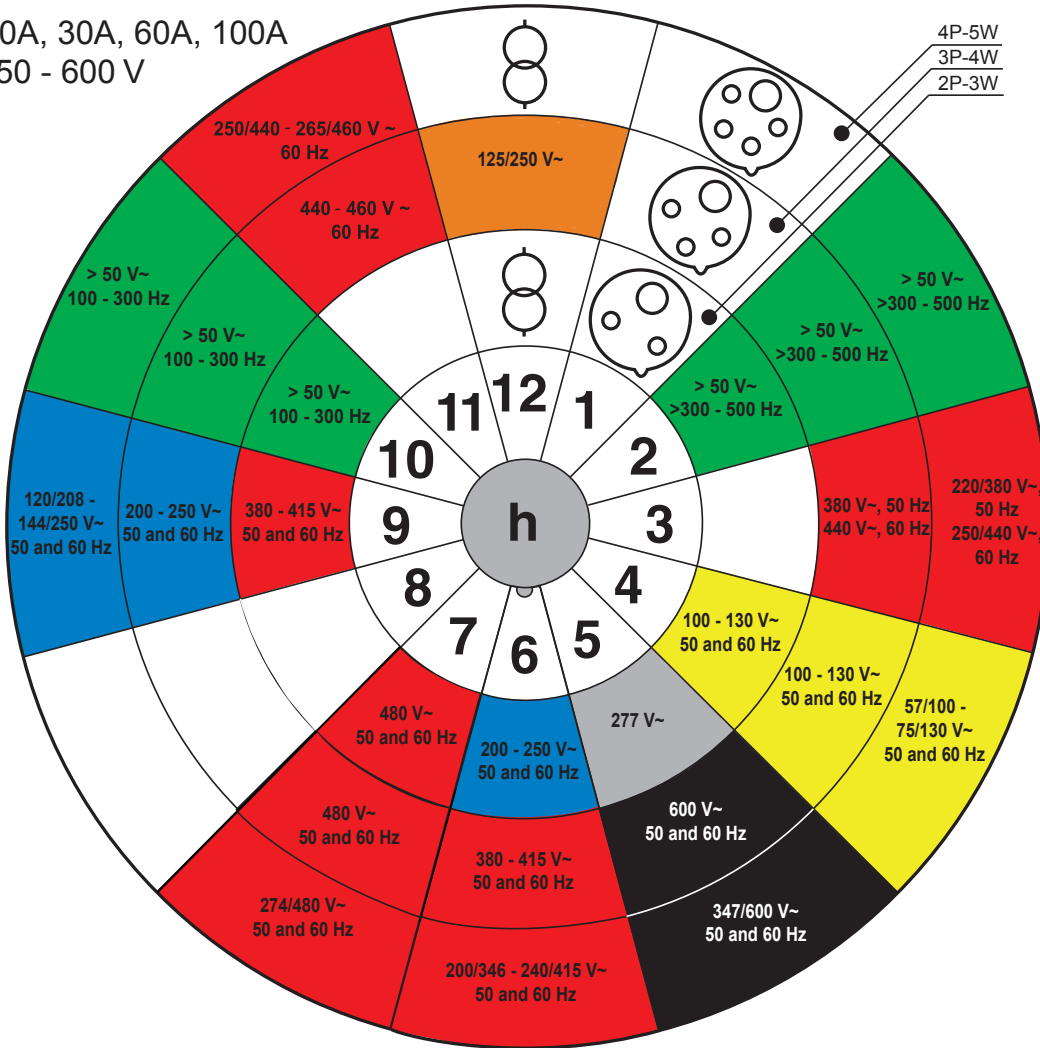 0A, 30A, 60A, 100A
50 - 600 V
4P-5W
3P-4W
2P-3W
250/440 - 265/460 V ~
60 Hz
440 - 460 V ~
60 Hz
125/250 V~
> 50 V~
>300 - 500 Hz
> 50 V~
>300 - 500 Hz
> 50 V~
>300 - 500 Hz
> 50 V~
100 - 300 Hz
> 50 V~
100 - 300 Hz
> 50 V~
100 - 300 Hz
120/208 -
144/250 V~
50 and 60 Hz
200 - 250 V~
50 and 60 Hz
380 - 415 V~
50 and 60 Hz
12
1
2
3
4
5
6
7
8
9
10
11
h
380 V~, 50 Hz
440 V~, 60 Hz
220/380 V~,
50 Hz
250/440 V~,
60 Hz
100 - 130 V~
50 and 60 Hz
100 - 130 V~
50 and 60 Hz
57/100 -
75/130 V~
50 and 60 Hz
277 V~
600 V~
50 and 60 Hz
347/600 V~
50 and 60 Hz
200 - 250 V~
50 and 60 Hz
380 - 415 V~
50 and 60 Hz
200/346 - 240/415 V~
50 and 60 Hz
480 V~
50 and 60 Hz
480 V~
50 and 60 Hz
274/480 V~
50 and 60 Hz